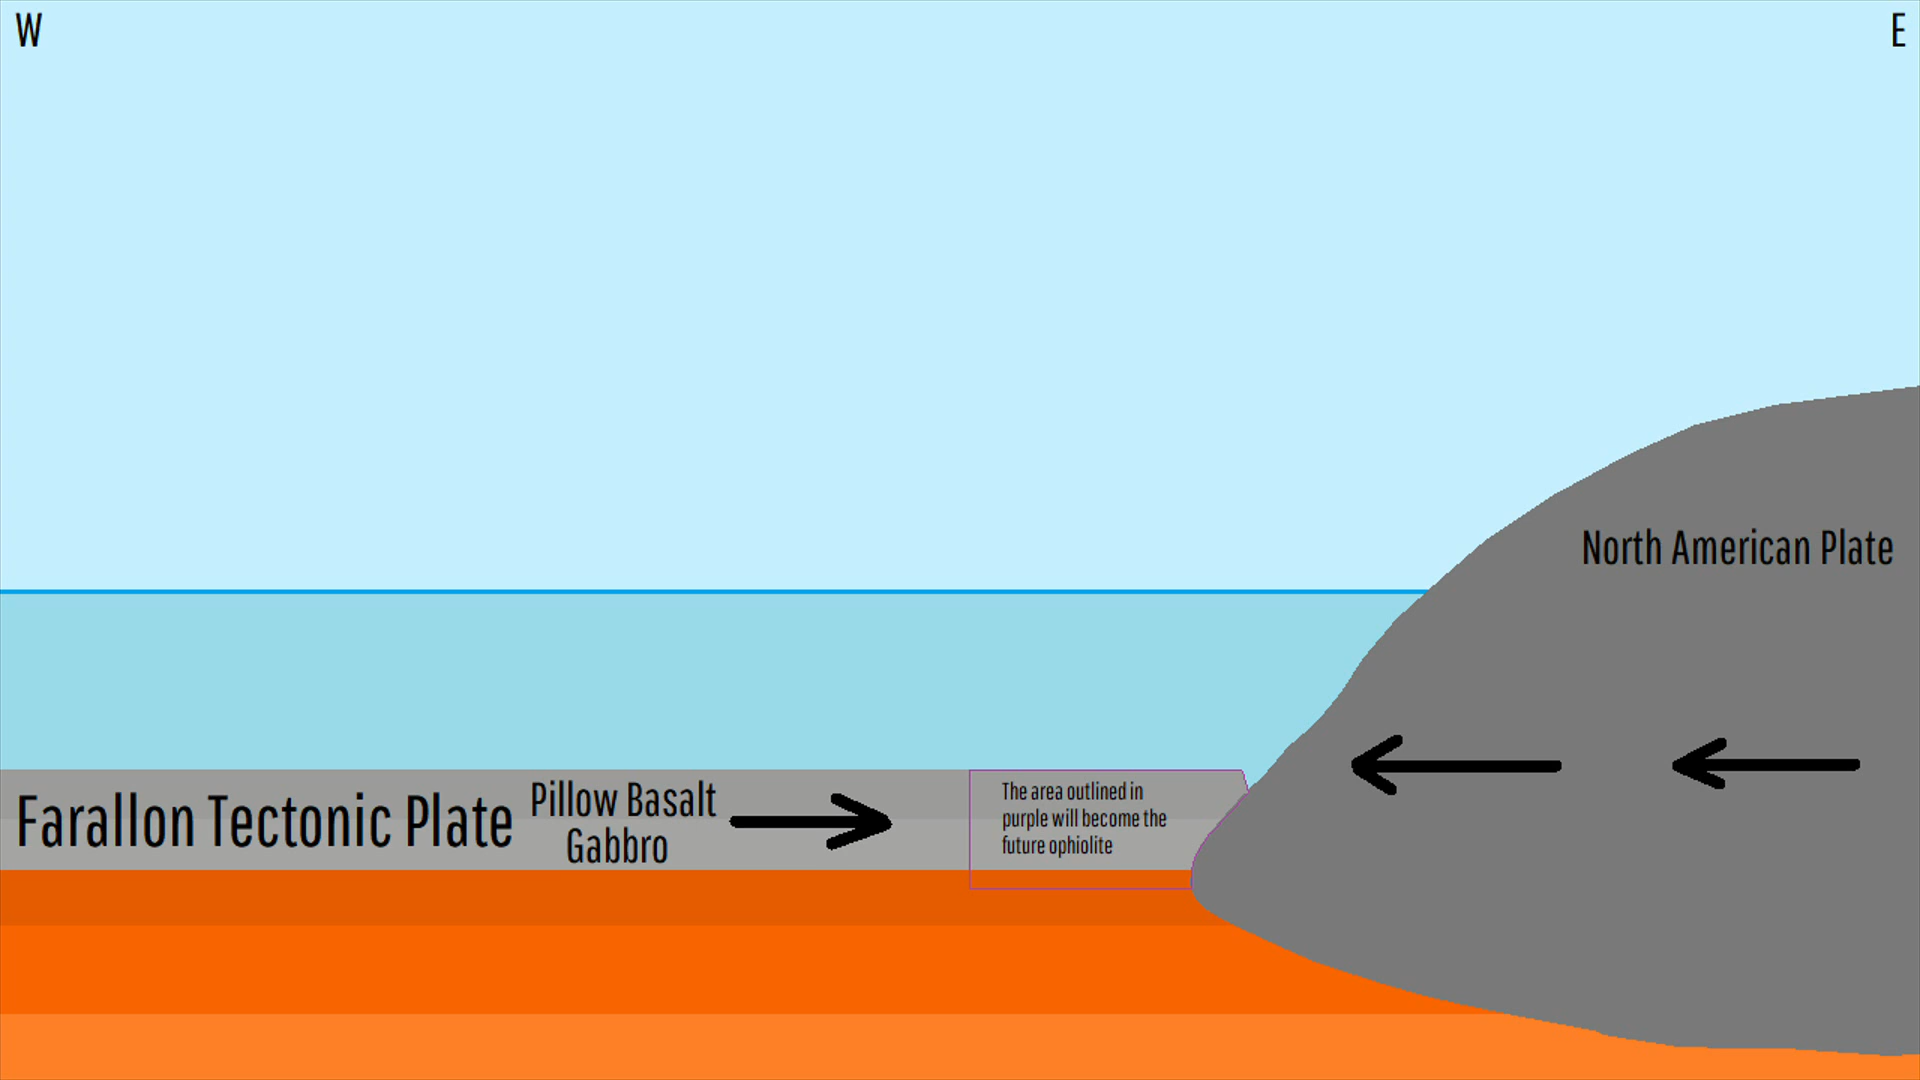 W
E
North American Plate
Farallon Tectonic Plate
Pillow Basalt
Gabbro
The area outlined in
purple will become the
future ophiolite